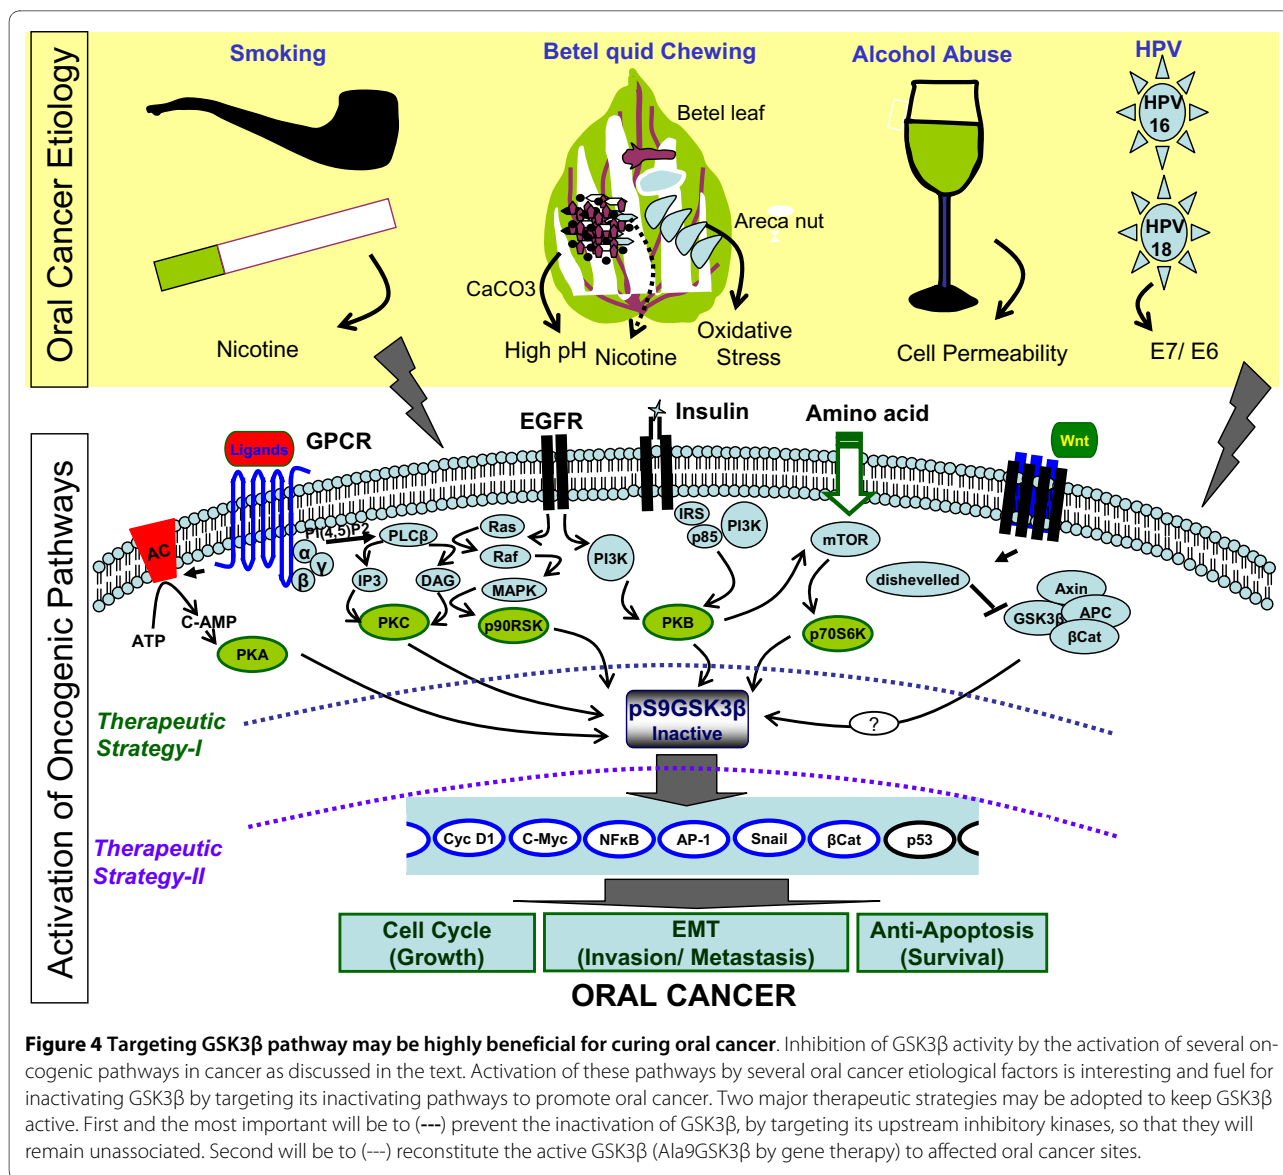 Oral Cancer Etiology
Smoking
Betel quid Chewing
Alcohol Abuse
HPV
Betel leaf
HPV
16
Areca nut
HPV
18
CaCO3
Nicotine
High pH
Nicotine
Oxidative
Stress
Cell Permeability
E7/ E6
Activation of Oncogenic Pathways
Ligands
GPCR
EGFR
Insulin
Amino acid
Wnt
AC
PI(4,5)P2
α
β
γ
PLCβ
Ras
Raf
MAPK
IP3
DAG
PI3K
IRS
p85
PI3K
mTOR
dishevelled
Axin
GSK3β
APC
βCat
ATP
C-AMP
PKA
PKC
p90RSK
PKB
p70S6K
pS9GSK3β
Inactive
?
Therapeutic
Strategy-I
Therapeutic
Strategy-II
Cyc D1
C-Myc
NFκB
AP-1
Snail
βCat
p53
Cell Cycle
(Growth)
EMT
(Invasion/ Metastasis)
Anti-Apoptosis
(Survival)
ORAL CANCER
Figure 4 Targeting GSK3β pathway may be highly beneficial for curing oral cancer. Inhibition of GSK3β activity by the activation of several on-
cogenic pathways in cancer as discussed in the text. Activation of these pathways by several oral cancer etiological factors is interesting and fuel for
inactivating GSK3β by targeting its inactivating pathways to promote oral cancer. Two major therapeutic strategies may be adopted to keep GSK3β
active. First and the most important will be to (---) prevent the inactivation of GSK3β, by targeting its upstream inhibitory kinases, so that they will
remain unassociated. Second will be to (---) reconstitute the active GSK3β (Ala9GSK3β by gene therapy) to affected oral cancer sites.